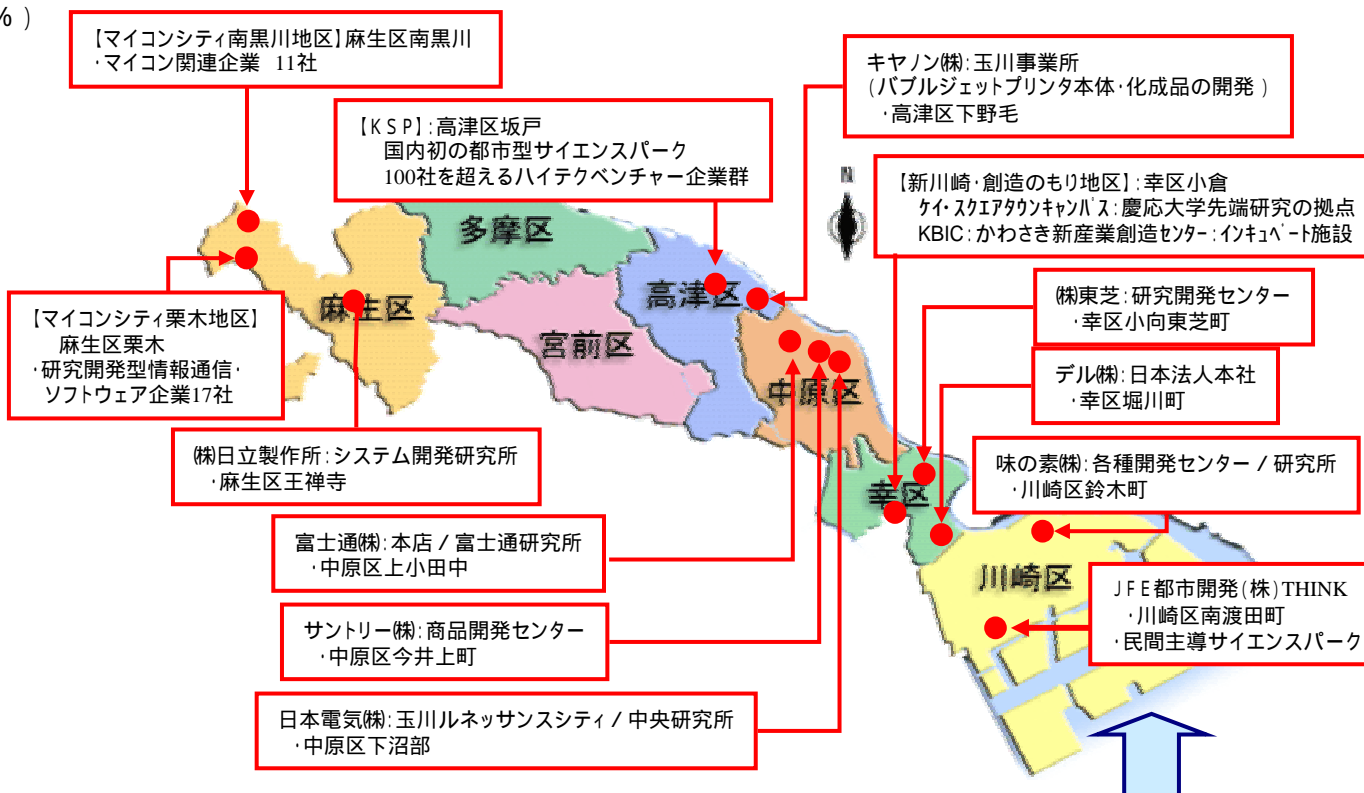 % )
【マイコンシティ南黒川地区】麻生区南黒川
・マイコン関連企業 11社
キヤノン㈱:玉川事業所
(バブルジェットプリンタ本体・化成品の開発 )
・高津区下野毛
【KSP】:高津区坂戸
国内初の都市型サイエンスパーク
100社を超えるハイテクベンチャー企業群
N
【新川崎・創造のもり地区】:幸区小倉
ケイ・スクエアタウンキャンパス:慶応大学先端研究の拠点
KBIC:かわさき新産業創造センター:インキュベート施設
多摩区
高津区
麻生区
宮前区
中原区
幸区
川崎区
㈱東芝:研究開発センター
・幸区小向東芝町
【マイコンシティ栗木地区】
麻生区栗木
・研究開発型情報通信・
ソフトウェア企業17社
デル㈱:日本法人本社
・幸区堀川町
㈱日立製作所:システム開発研究所
・麻生区王禅寺
味の素㈱:各種開発センター / 研究所
・川崎区鈴木町
富士通㈱:本店 / 富士通研究所
・中原区上小田中
JFE都市開発(株)THINK
・川崎区南渡田町
・民間主導サイエンスパーク
サントリー㈱:商品開発センター
・中原区今井上町
日本電気㈱:玉川ルネッサンスシティ / 中央研究所
・中原区下沼部